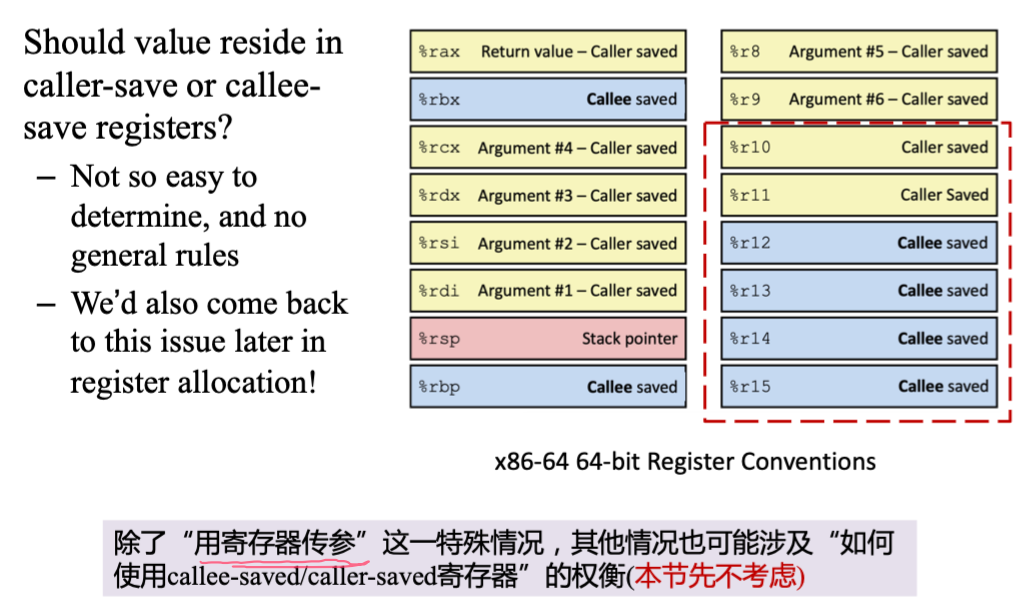 Should value reside in
caller-save or callee-
save registers?
– Not so easy to
determine, and no
general rules
– We'd also come back
to this issue later in
register allocation!
%rax Return value – Caller saved
%rbx Callee saved
%rcx Argument #4 – Caller saved
%rdx Argument #3 – Caller saved
%rsi Argument #2 – Caller saved
%rdi Argument #1 – Caller saved
%rsp Stack pointer
%rbp Callee saved
%r8 Argument #5 – Caller saved
%r9 Argument #6 – Caller saved
%r10 Caller saved
%r11 Caller Saved
%r12 Callee saved
%r13 Callee saved
%r14 Callee saved
%r15 Callee saved
x86-64 64-bit Register Conventions
除了“用寄存器传参”这一特殊情况，其他情况也可能涉及“如何
使用callee-saved/caller-saved寄存器”的权衡(本节先不考虑)